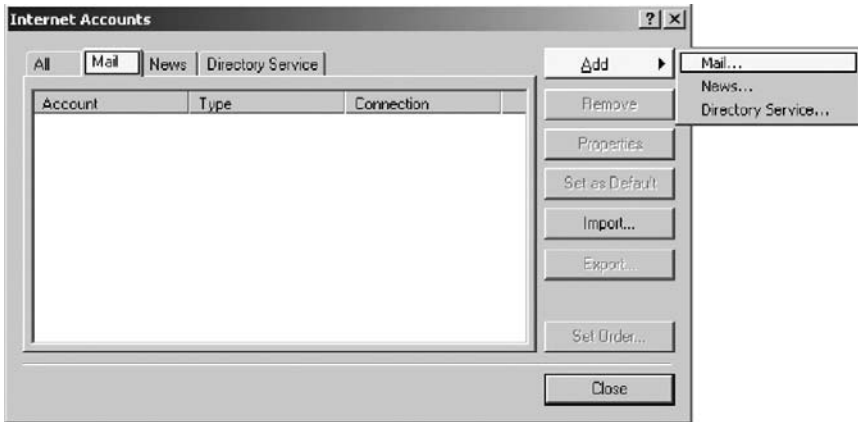 Internet Accounts
? ×
All Mail News Directory Service
Account Type Connection
Add
Mail...
News...
Directory Service...
Remove
Properties
Set as Default
Import...
Export...
Set Order...
Close